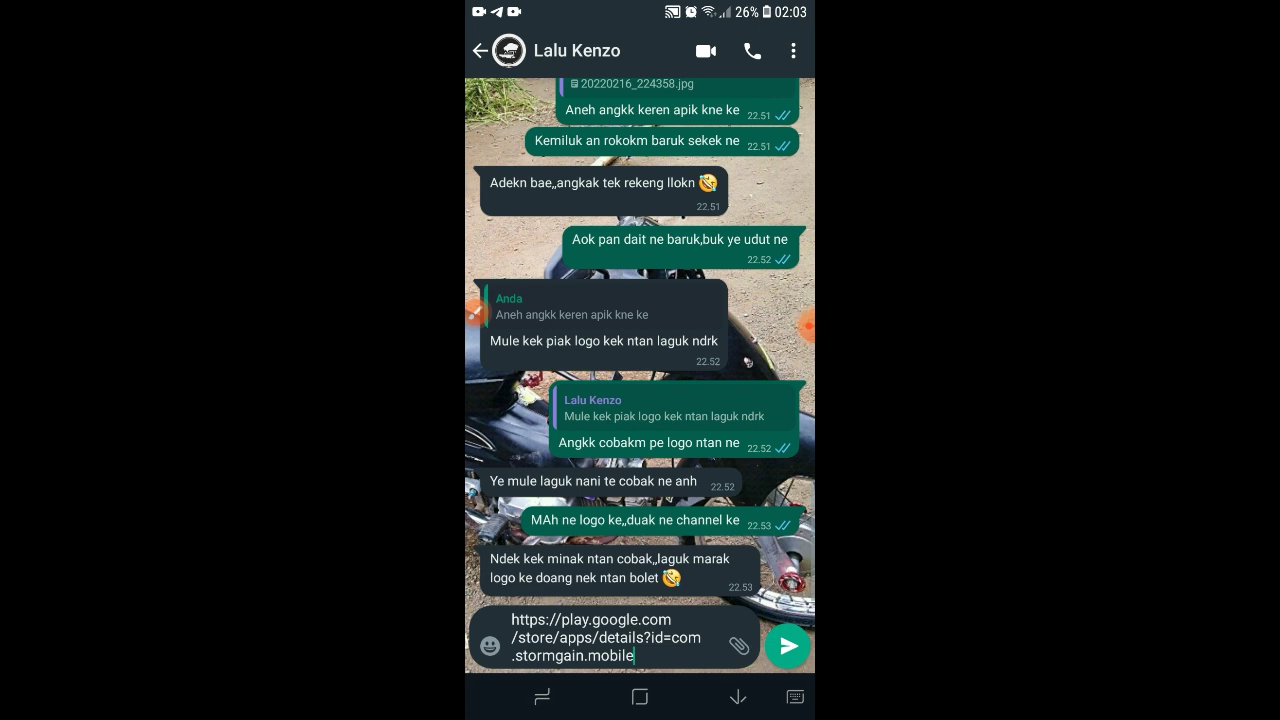 26% 02:03
Lalu Kenzo
20220216_224358.jpg
Aneh angkk keren apik kne ke 22.51
Kemiluk an rokokm baruk sekek ne 22.51
Adekn bae,,angkak tek rekeng llokn 🤣
22.51
Aok pan dait ne baruk,buk ye udut ne
22.52
Anda
Aneh angkk keren apik kne ke
Mule kek piak logo kek ntan laguk ndrk
22.52
Lalu Kenzo
Mule kek piak logo kek ntan laguk ndrk
Angkk cobakm pe logo ntan ne 22.52
Ye mule laguk nani te cobak ne anh 22.52
MAh ne logo ke,,duak ne channel ke 22.53
Ndek kek minak ntan cobak,,laguk marak
logo ke doang nek ntan bolet 🤣
22.53
https://play.google.com
/store/apps/details?id=com
.stormgain.mobile